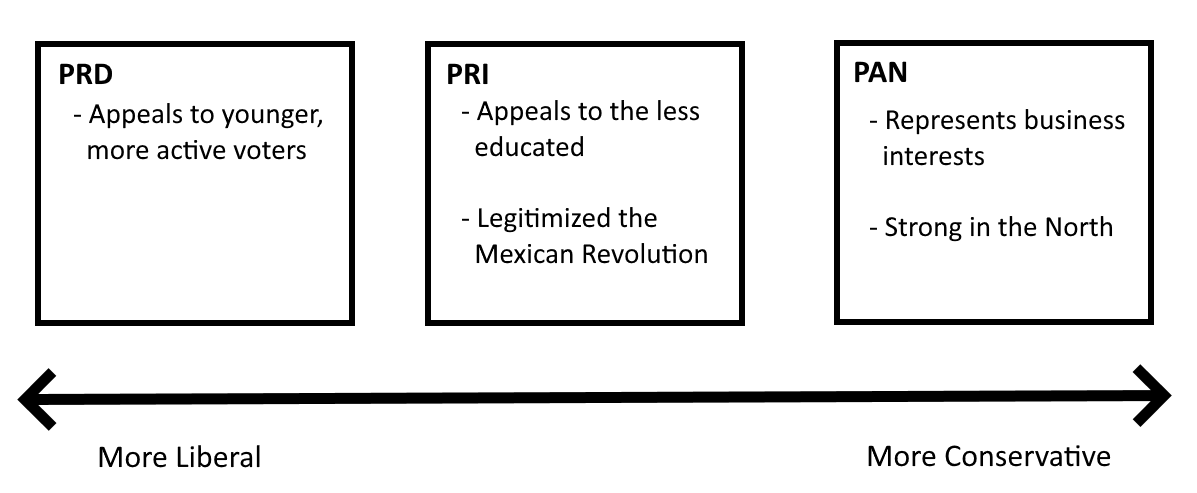 PRD
- Appeals to younger,
more active voters
PRI
- Appeals to the less
educated
- Legitimized the
Mexican Revolution
PAN
- Represents business
interests
- Strong in the North
More Liberal
More Conservative